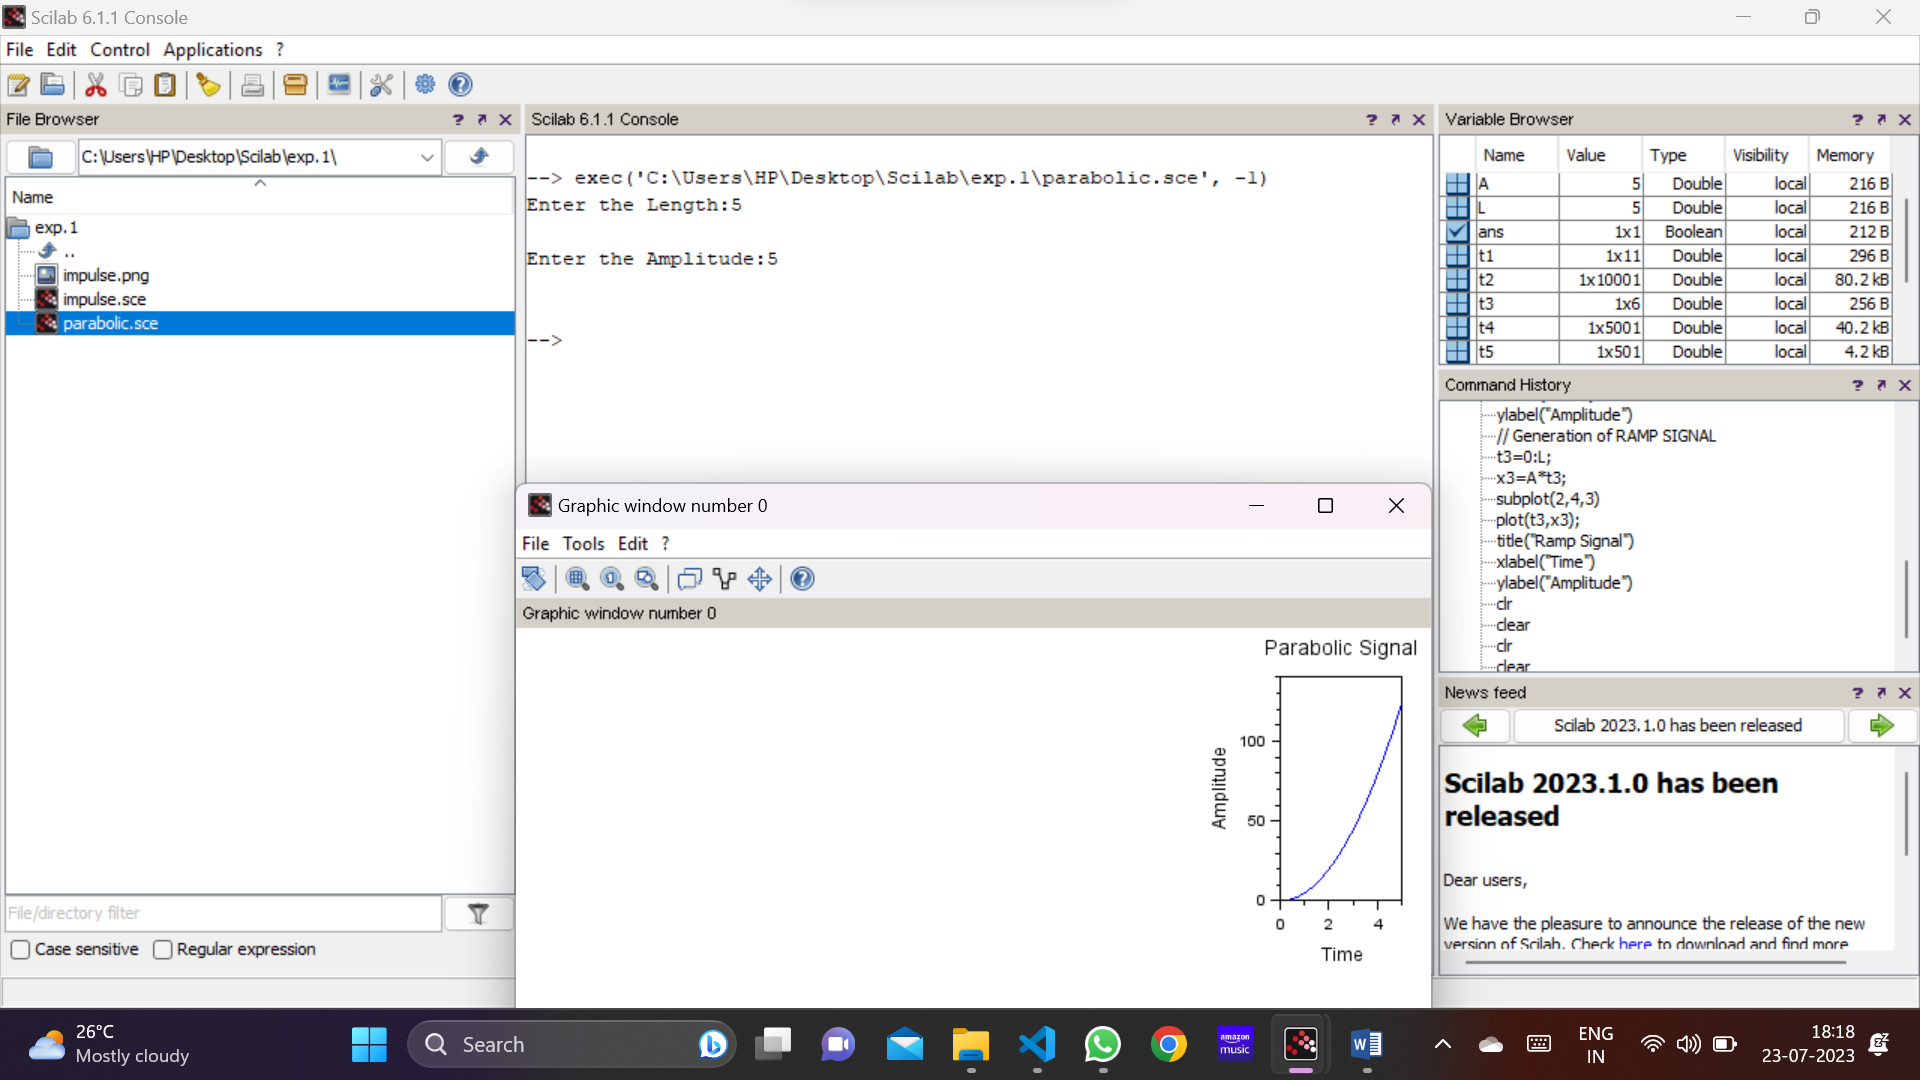 Scilab 6.1.1 Console
File Edit Control Applications ?
File Browser
C:\Users\HP\Desktop\Scilab\exp.1\
Name
exp.1
..
impulse.png
impulse.sce
parabolic.sce
File/directory filter
Case sensitive Regular expression
Scilab 6.1.1 Console
--> exec('C:\Users\HP\Desktop\Scilab\exp.1\parabolic.sce', -1)
Enter the Length:5
Enter the Amplitude:5
-->
Graphic window number 0
File Tools Edit ?
Graphic window number 0
Parabolic Signal
Amplitude
100
50
0
0 2 4
Time
Variable Browser
Name Value Type Visibility Memory
A 5 Double local 216 B
L 5 Double local 216 B
ans 1x1 Boolean local 212 B
t1 1x11 Double local 296 B
t2 1x10001 Double local 80.2 kB
t3 1x6 Double local 256 B
t4 1x5001 Double local 40.2 kB
t5 1x501 Double local 4.2 kB
Command History
ylabel("Amplitude")
// Generation of RAMP SIGNAL
t3=0:L;
x3=A*t3;
subplot(2,4,3)
plot(t3,x3);
title("Ramp Signal")
xlabel("Time")
ylabel("Amplitude")
clr
clear
clr
clear
News feed
Scilab 2023.1.0 has been released
Scilab 2023.1.0 has been
released
Dear users,
We have the pleasure to announce the release of the new
version of Scilab. Check here to download and find more
26°C
Mostly cloudy
Search
amazon
music
ENG
IN
18:18
23-07-2023